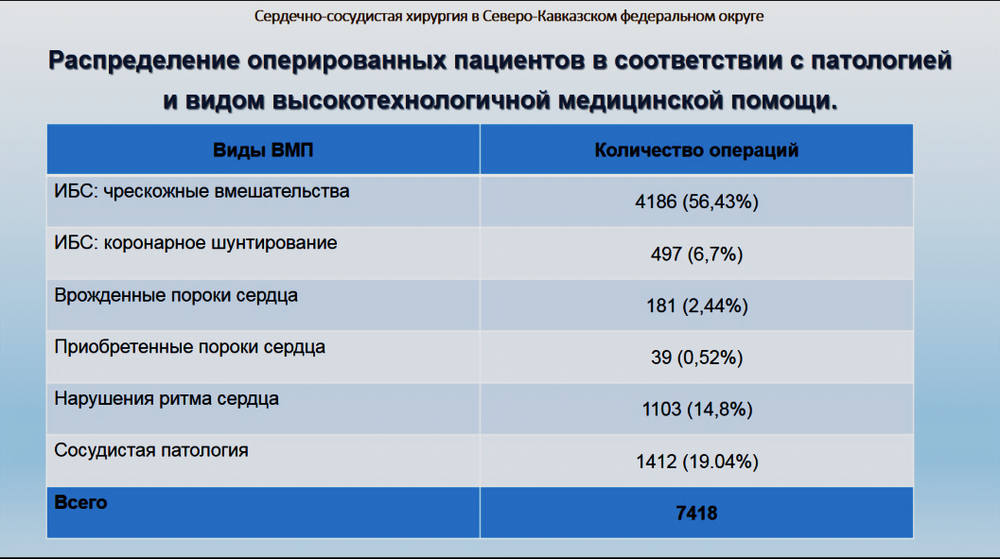 Сердечно-сосудистая хирургия в Северо-Кавказском федеральном округе
Распределение оперированных пациентов в соответствии с патологией
и видом высокотехнологичной медицинской помощи.
Виды ВМП Количество операций
ИБС: чрескожные вмешательства 4186 (56,43%)
ИБС: коронарное шунтирование 497 (6,7%)
Врожденные пороки сердца 181 (2,44%)
Приобретенные пороки сердца 39 (0,52%)
Нарушения ритма сердца 1103 (14,8%)
Сосудистая патология 1412 (19.04%)
Всего 7418